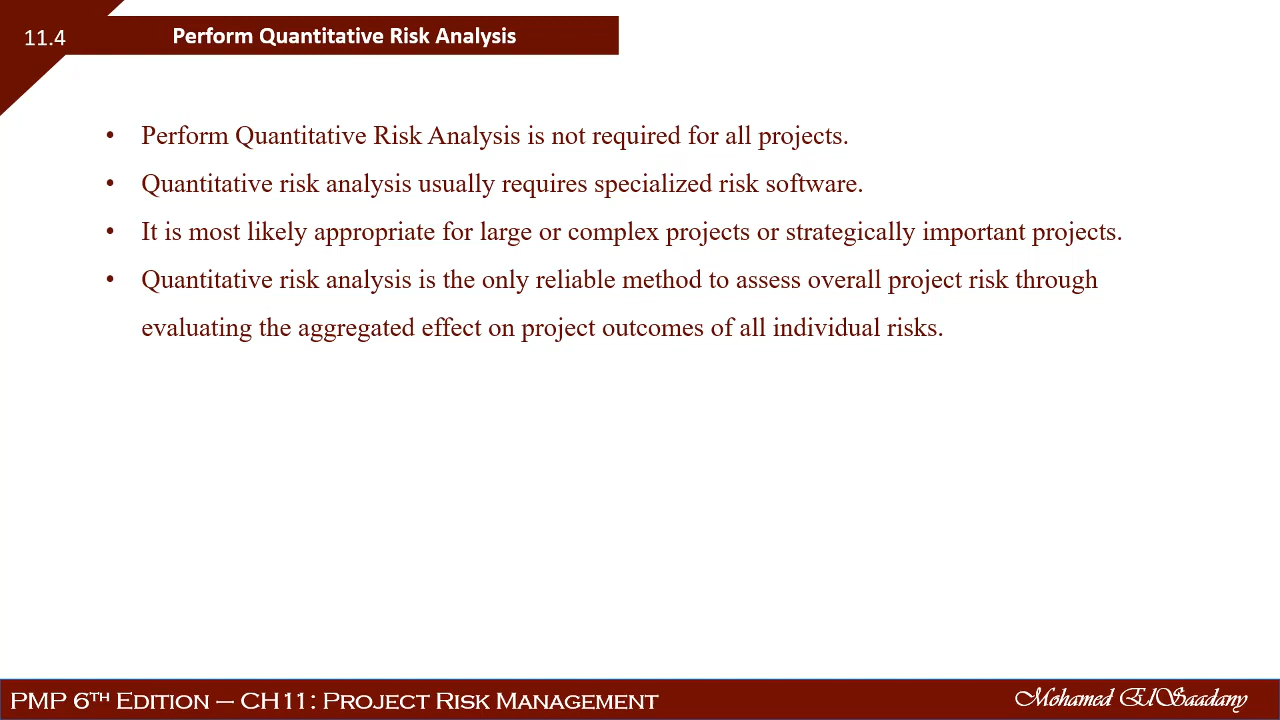 11.4
Perform Quantitative Risk Analysis
• Perform Quantitative Risk Analysis is not required for all projects.
• Quantitative risk analysis usually requires specialized risk software.
• It is most likely appropriate for large or complex projects or strategically important projects.
• Quantitative risk analysis is the only reliable method to assess overall project risk through
evaluating the aggregated effect on project outcomes of all individual risks.
PMP 6TH Edition – CH11: Project Risk Management
Mohamed ElSaadany